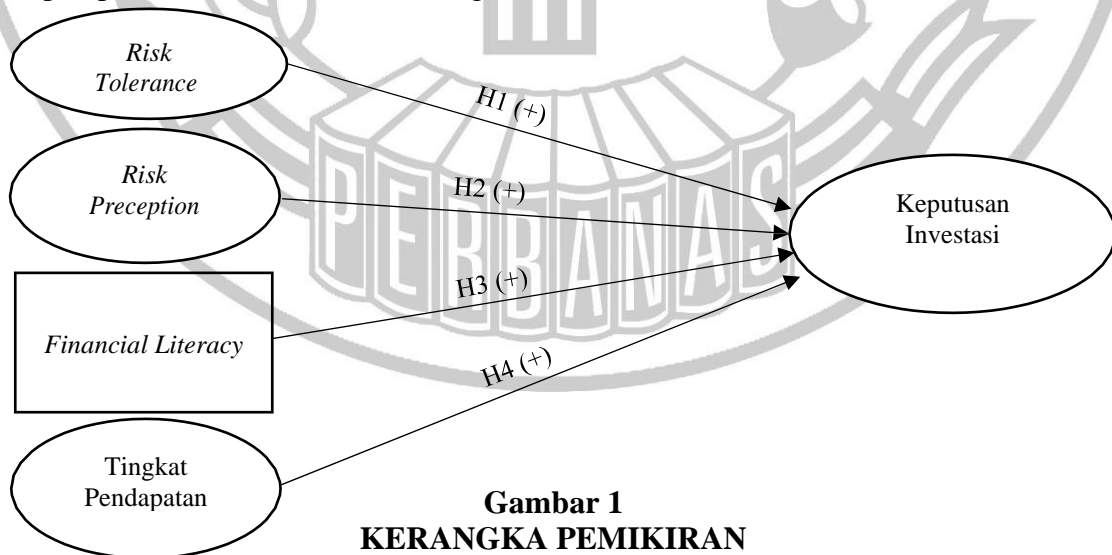 Risk
Tolerance
H1 (+)
Risk
Preception
H2 (+)
Keputusan
Investasi
PERBANAS
Financial Literacy
H3 (+)
H4 (+)
Tingkat
Pendapatan
Gambar 1
KERANGKA PEMIKIRAN